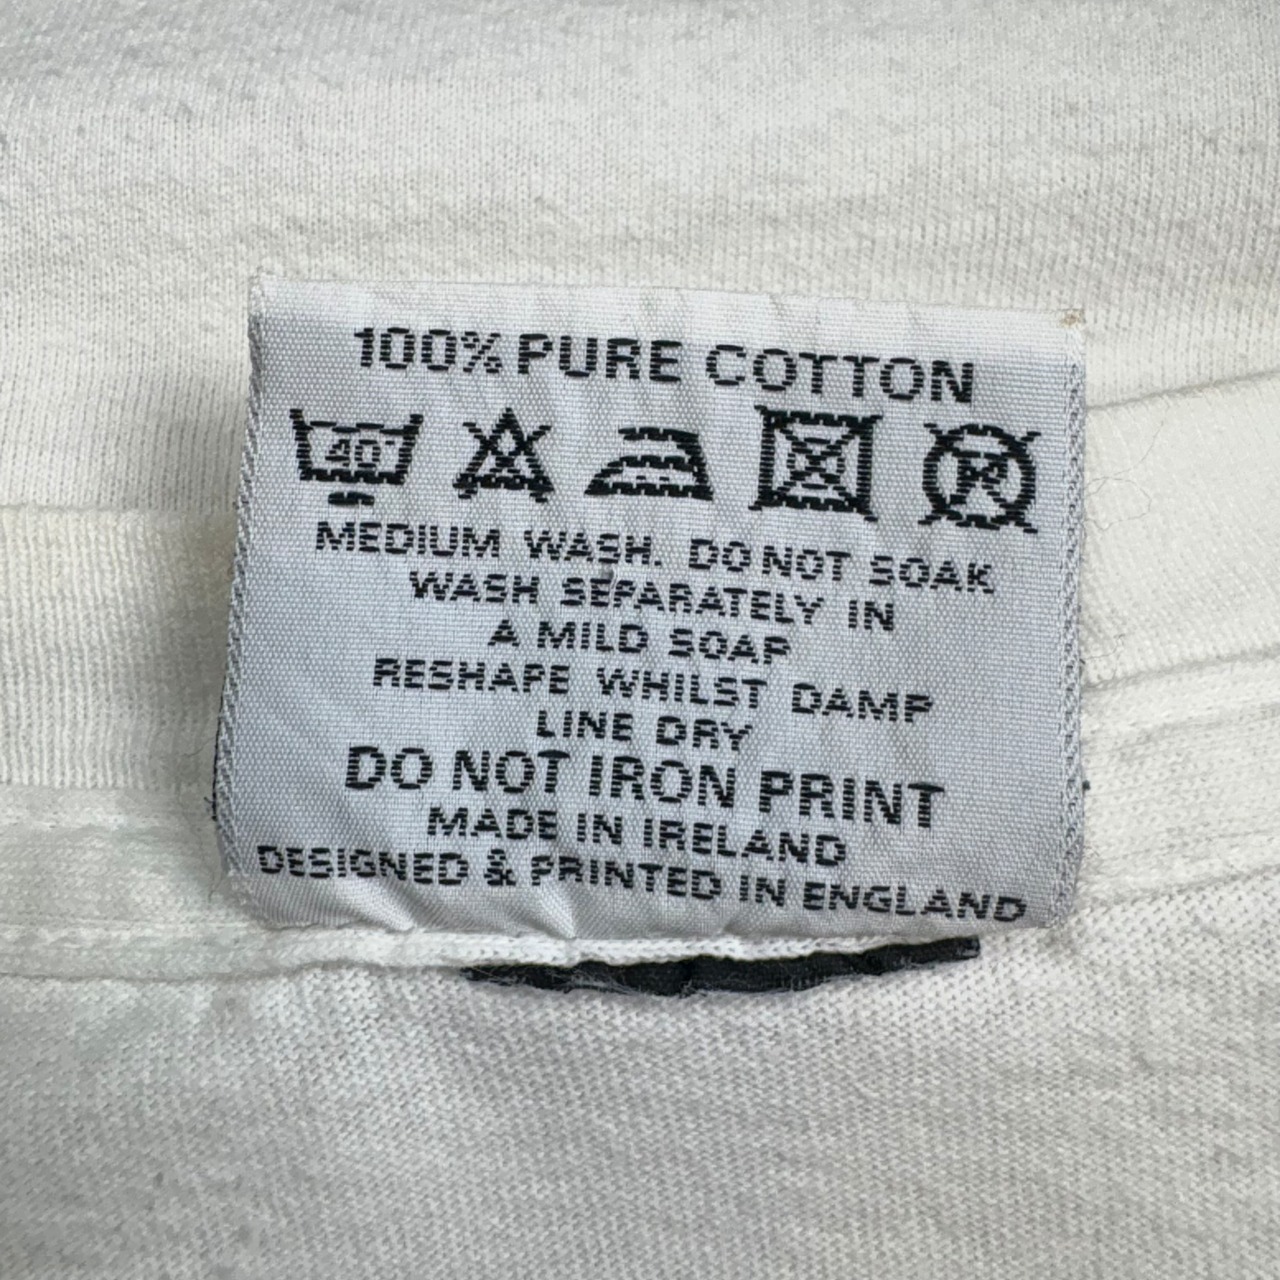 100% PURE COTTON
40°
MEDIUM WASH. DO NOT SOAK
WASH SEPARATELY IN
A MILD SOAP
RESHAPE WHILST DAMP
LINE DRY
DO NOT IRON PRINT
MADE IN IRELAND
DESIGNED & PRINTED IN ENGLAND